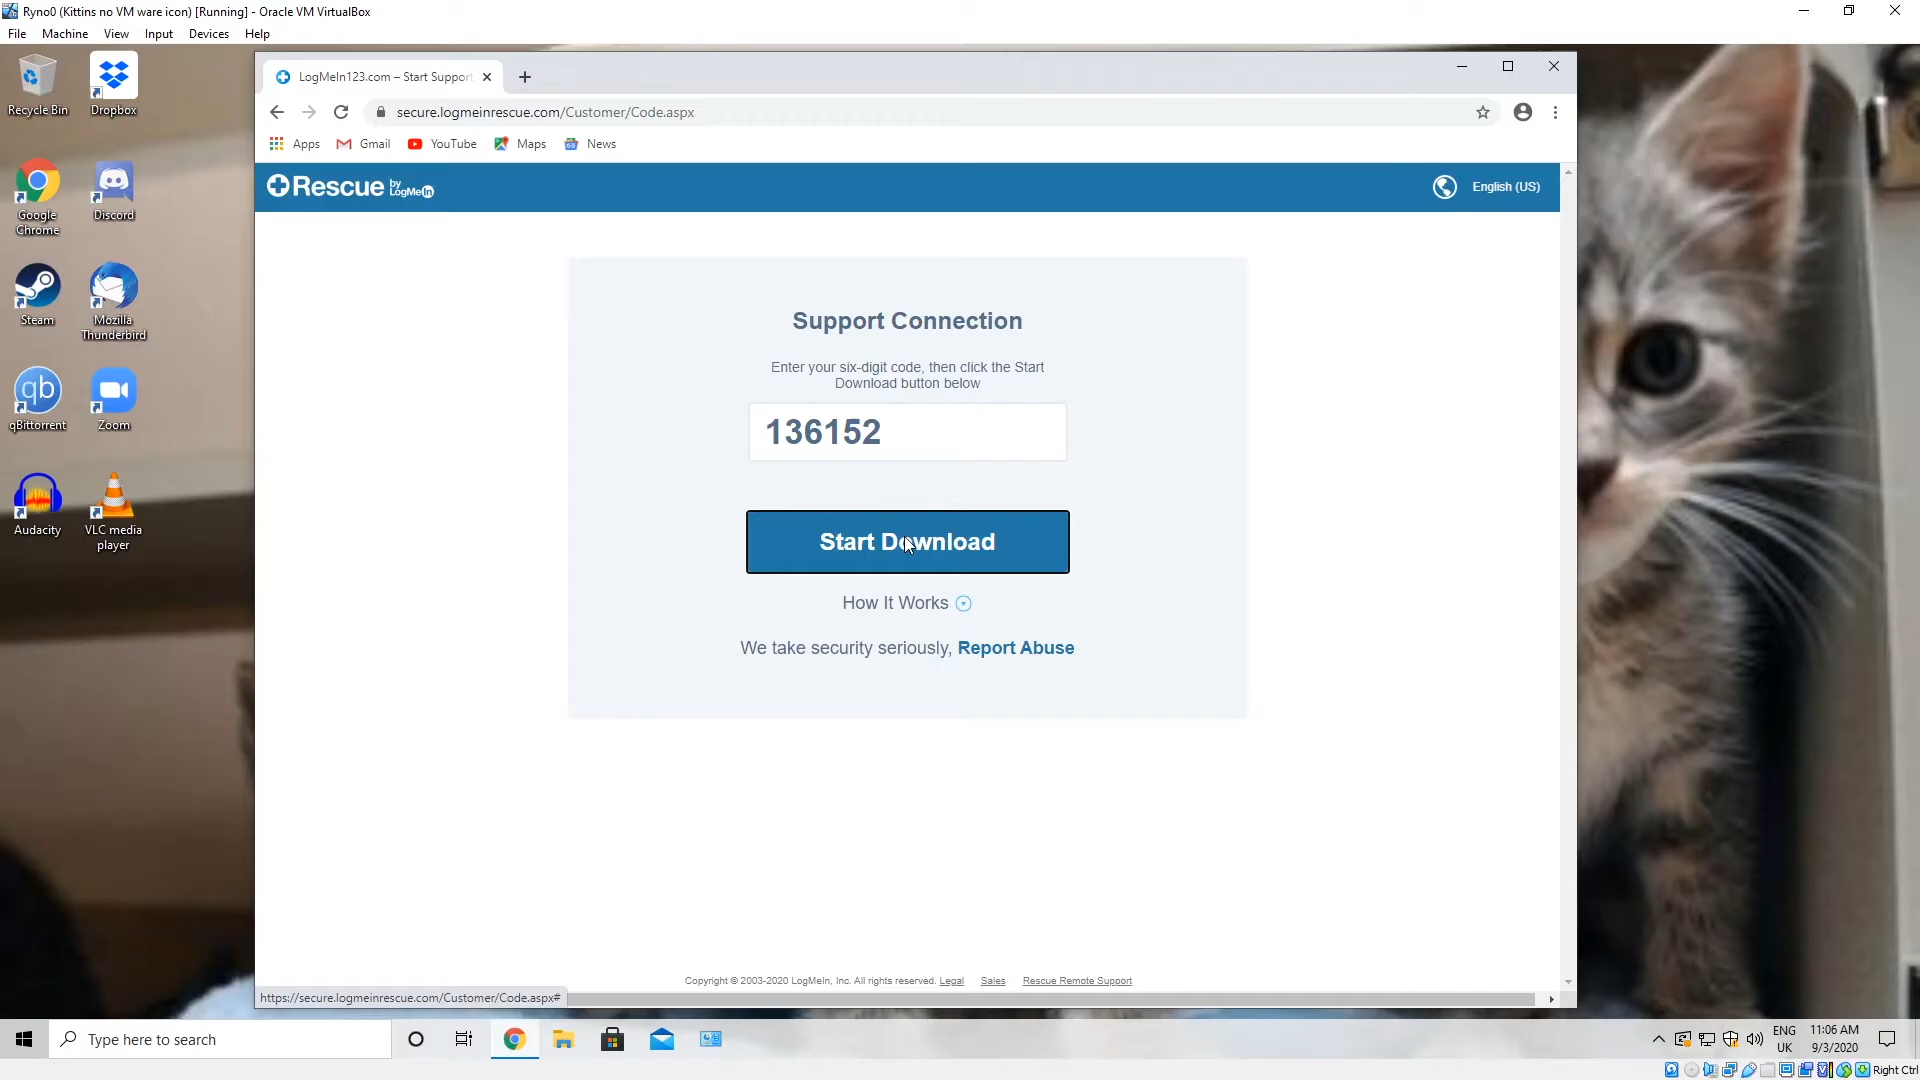 Ryno0 (Kittins no VM ware icon) [Running] - Oracle VM VirtualBox
File Machine View Input Devices Help
Recycle Bin
Dropbox
Google Chrome
Discord
Steam
Mozilla Thunderbird
qBittorrent
Zoom
Audacity
VLC media player
LogMeIn123.com – Start Support
secure.logmeinrescue.com/Customer/Code.aspx
Apps Gmail YouTube Maps News
Rescue by LogMeIn
English (US)
Support Connection
Enter your six-digit code, then click the Start
Download button below
136152
Start Download
How It Works
We take security seriously, Report Abuse
Copyright © 2003-2020 LogMeIn, Inc. All rights reserved. Legal Sales Rescue Remote Support
https://secure.logmeinrescue.com/Customer/Code.aspx#
Type here to search
ENG
UK
11:06 AM
9/3/2020
Right Ctrl